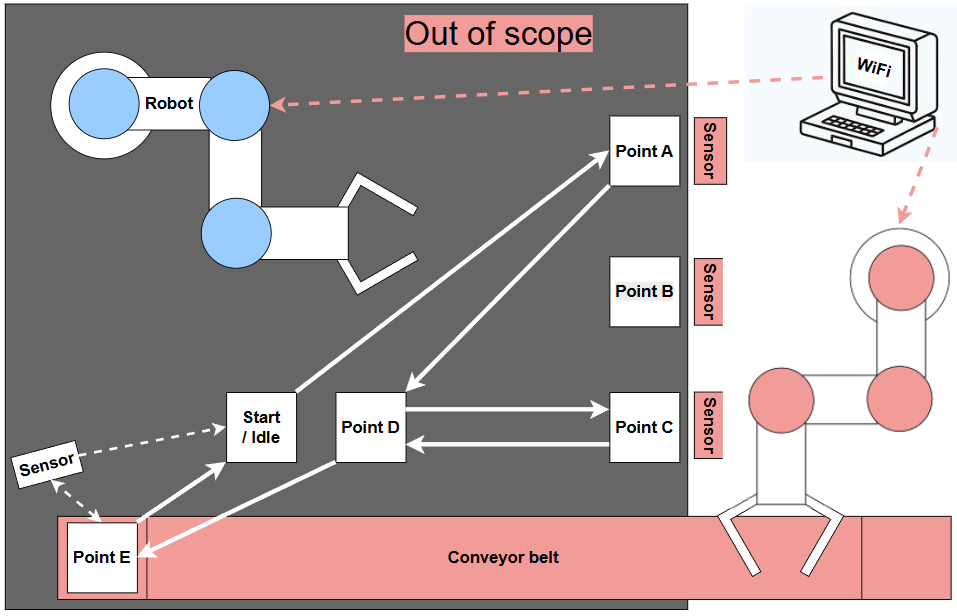 Out of scope
WiFi
Robot
Point A
Sensor
Point B
Sensor
Start
/ Idle
Point D
Point C
Sensor
Sensor
Point E
Conveyor belt